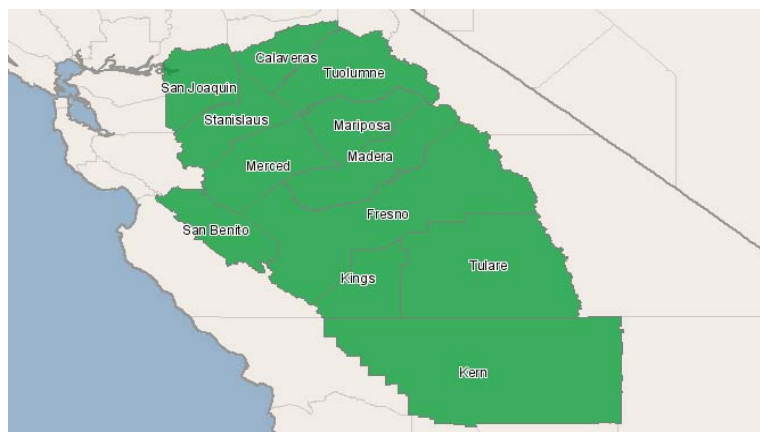 Calaveras
Tuolumne
San Joaquin
Stanislaus
Mariposa
Madera
Merced
Fresno
San Benito
Tulare
Kings
Kern